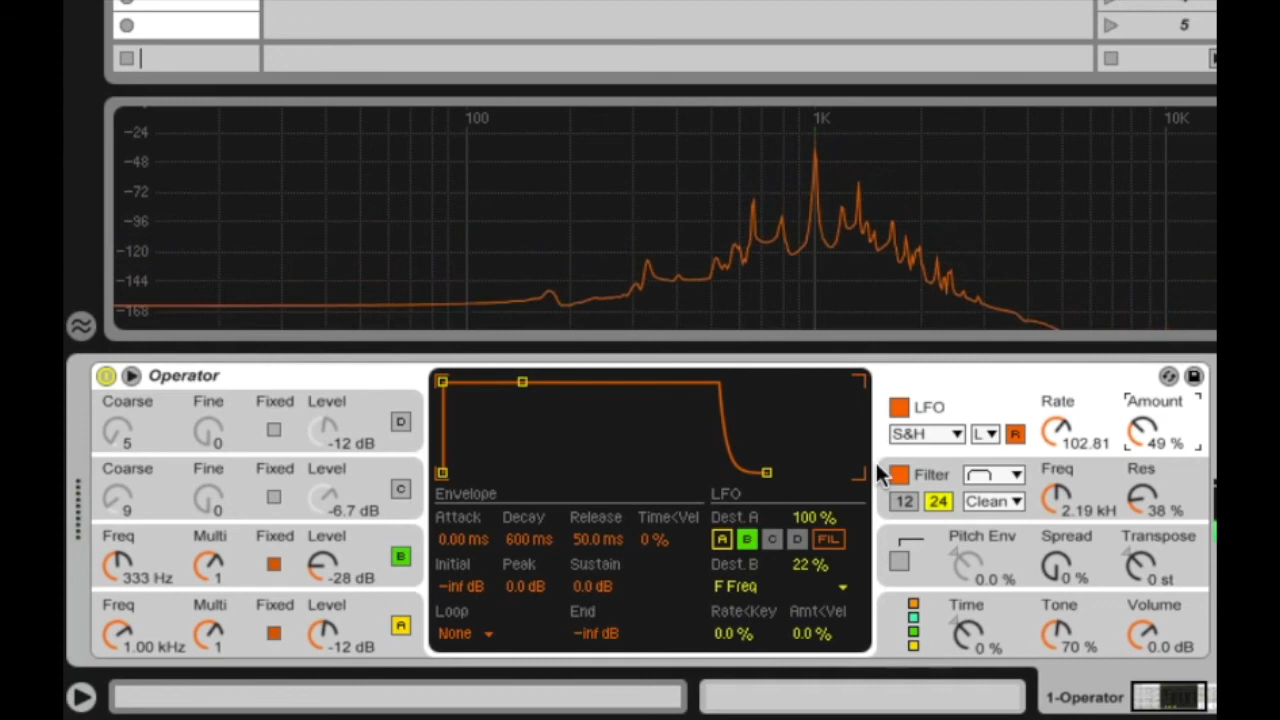 5
100 1K 10K
-24
-48
-72
-96
-120
-144
-168
Operator
Coarse Fine Fixed Level
5 0 -12 dB D
Coarse Fine Fixed Level
9 0 -6.7 dB C
Freq Multi Fixed Level
333 Hz 1 -28 dB B
Freq Multi Fixed Level
1.00 kHz 1 -12 dB A
Envelope LFO
Attack Decay Release Time<Vel Dest. A 100 %
0.00 ms 600 ms 50.0 ms 0 % A B C D FIL
Initial Peak Sustain Dest. B 22 %
-inf dB 0.0 dB 0.0 dB F Freq
Loop End Rate<Key Amt<Vel
None -inf dB 0.0 % 0.0 %
LFO Rate Amount
S&H L R 102.81 49 %
Filter Freq Res
12 24 Clean 2.19 kH 38 %
Pitch Env Spread Transpose
0.0 % 0 % 0 st
Time Tone Volume
0 % 70 % 0.0 dB
1-Operator